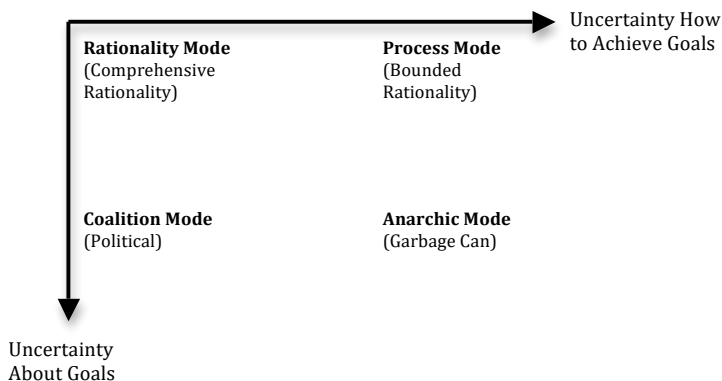 Uncertainty How
to Achieve Goals
Rationality Mode
(Comprehensive
Rationality)
Process Mode
(Bounded
Rationality)
Coalition Mode
(Political)
Anarchic Mode
(Garbage Can)
Uncertainty
About Goals